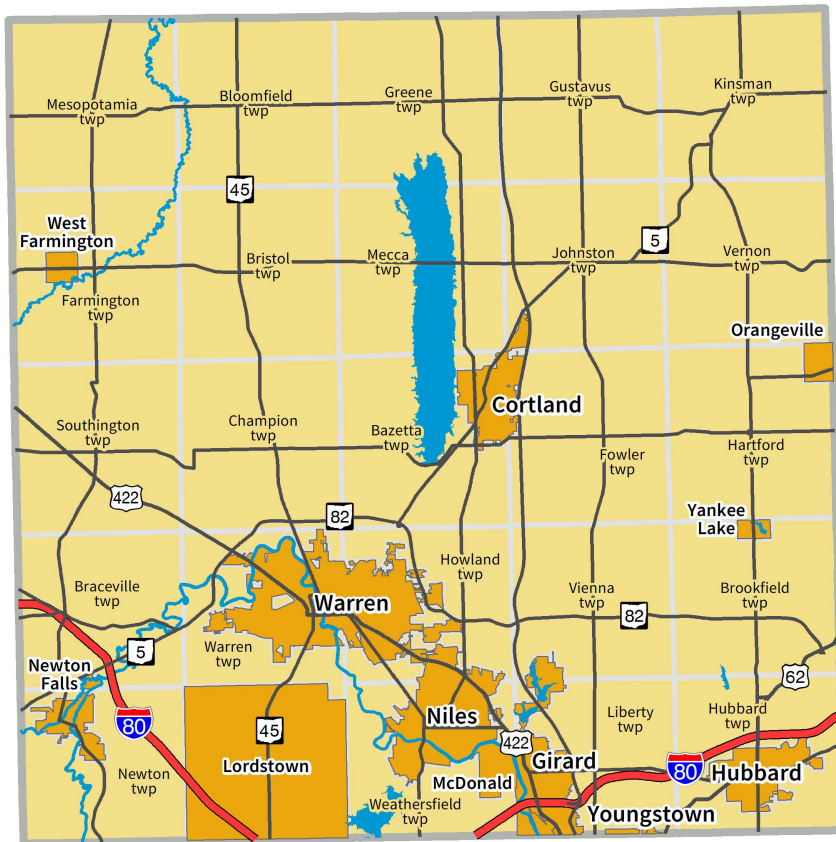 Mesopotamia
twp
Bloomfield
twp
Greene
twp
Gustavus
twp
Kinsman
twp
45
West
Farmington
Bristol
twp
Mecca
twp
Johnston
twp
5
Vernon
twp
Farmington
twp
Orangeville
Cortland
Southington
twp
Champion
twp
Bazetta
twp
Fowler
twp
Hartford
twp
422
82
Yankee
Lake
Braceville
twp
Howland
twp
Vienna
twp
Brookfield
twp
Warren
82
5
Warren
twp
Newton
Falls
62
80
45
Niles
Liberty
twp
Hubbard
twp
422
Lordstown
Girard
80
Hubbard
Newton
twp
McDonald
Weathersfield
twp
Youngstown